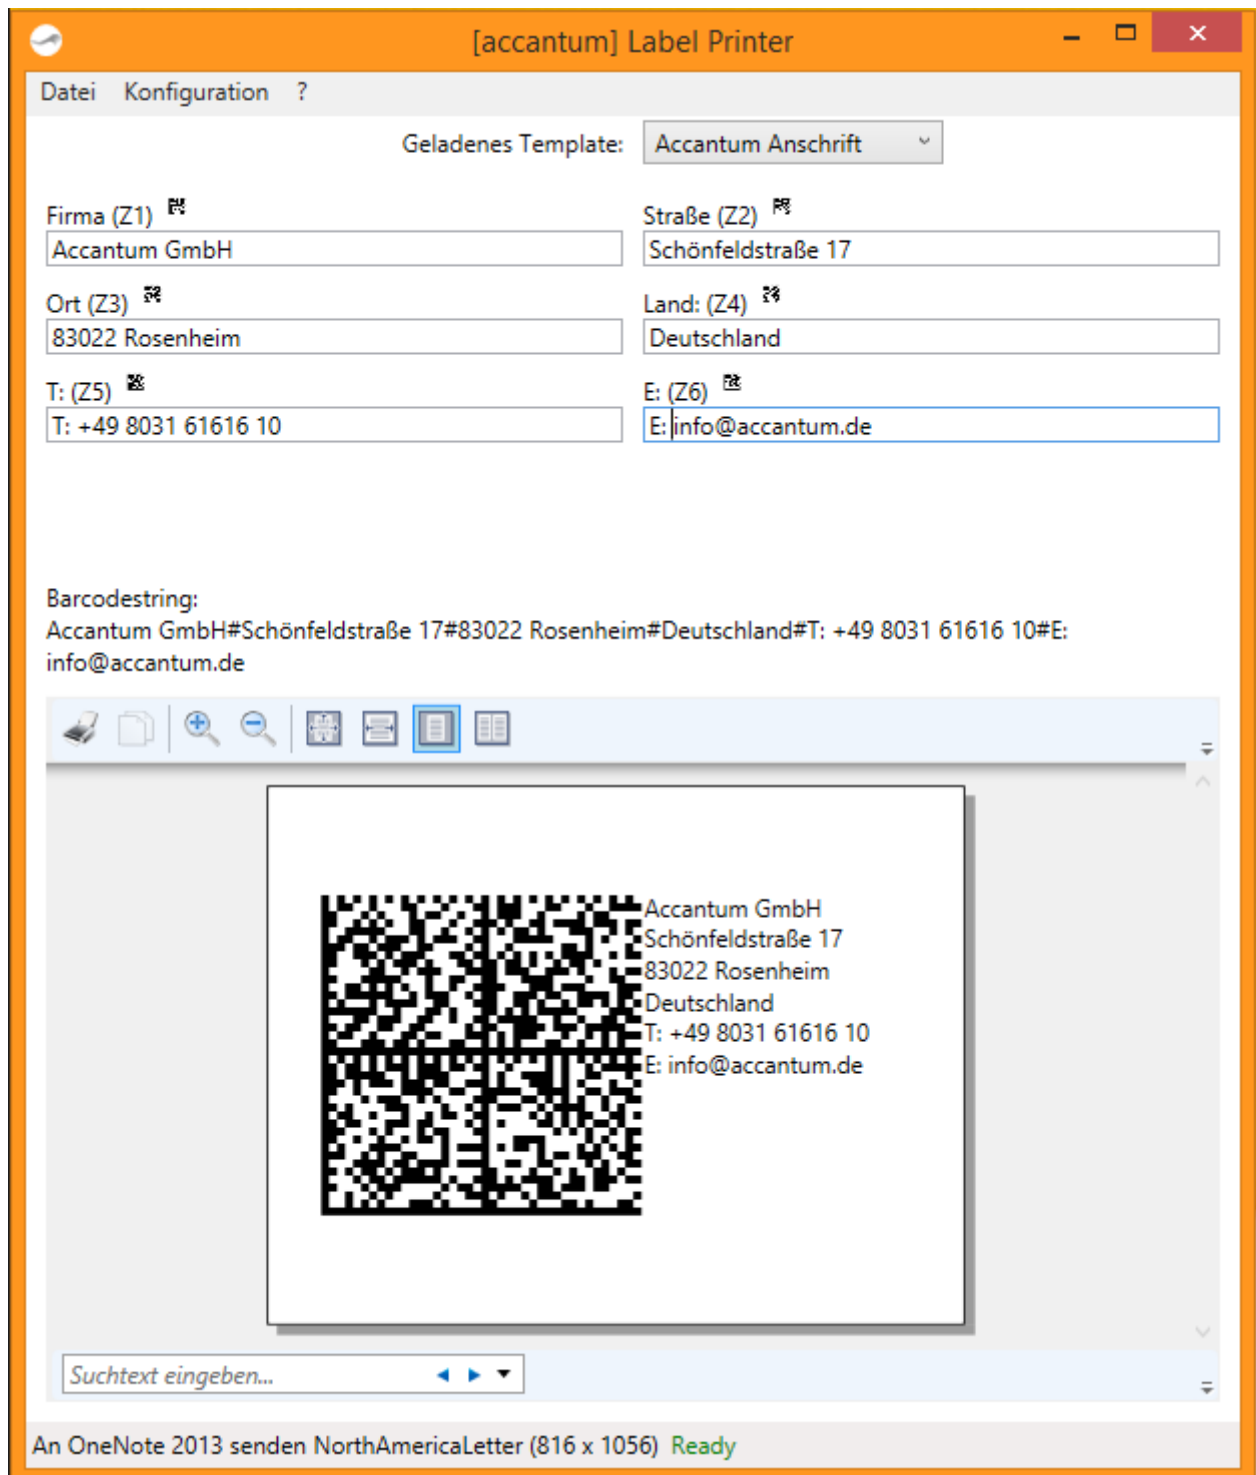 [accantum] Label Printer
Datei Konfiguration ?
Geladenes Template: Accantum Anschrift
Firma (Z1) Straße (Z2)
Accantum GmbH Schönfeldstraße 17
Ort (Z3) Land: (Z4)
83022 Rosenheim Deutschland
T: (Z5) E: (Z6)
T: +49 8031 61616 10 E: info@accantum.de
Barcodestring:
Accantum GmbH#Schönfeldstraße 17#83022 Rosenheim#Deutschland#T: +49 8031 61616 10#E:
info@accantum.de
Accantum GmbH
Schönfeldstraße 17
83022 Rosenheim
Deutschland
T: +49 8031 61616 10
E: info@accantum.de
Suchtext eingeben...
An OneNote 2013 senden NorthAmericaLetter (816 x 1056) Ready